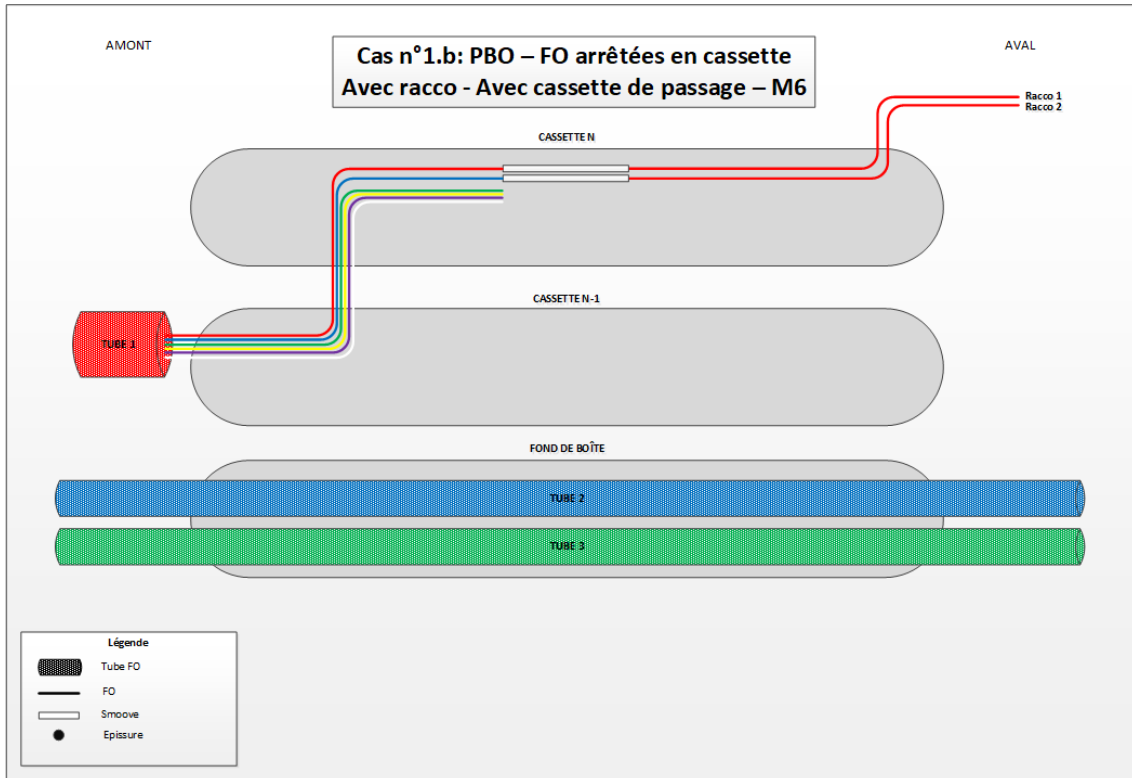 AMONT
AVAL
Cas n°1.b: PBO – FO arrêtées en cassette
Avec racco - Avec cassette de passage – M6
Racco 1
Racco 2
CASSETTE N
CASSETTE N-1
TUBE 1
FOND DE BOÎTE
TUBE 2
TUBE 3
Légende
Tube FO
FO
Smoove
Epissure